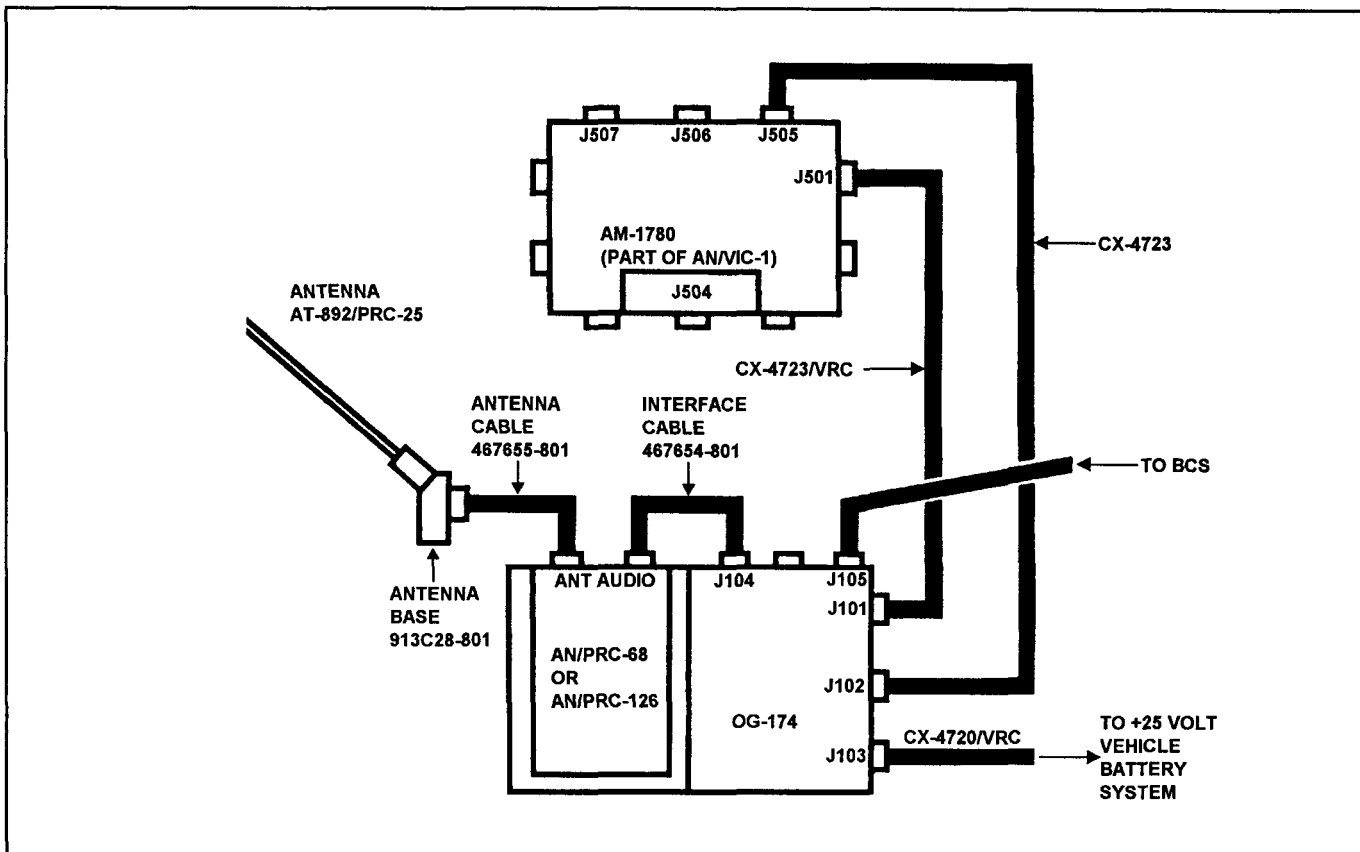 J507
J506
J505
J501
AM-1780
(PART OF AN/VIC-1)
J504
CX-4723
ANTENNA
AT-892/PRC-25
CX-4723/VRC
ANTENNA
CABLE
467655-801
INTERFACE
CABLE
467654-801
TO BCS
ANT AUDIO
J104
J105
J101
ANTENNA
BASE
913C28-801
AN/PRC-68
OR
AN/PRC-126
J102
OG-174
CX-4720/VRC
J103
TO +25 VOLT
VEHICLE
BATTERY
SYSTEM